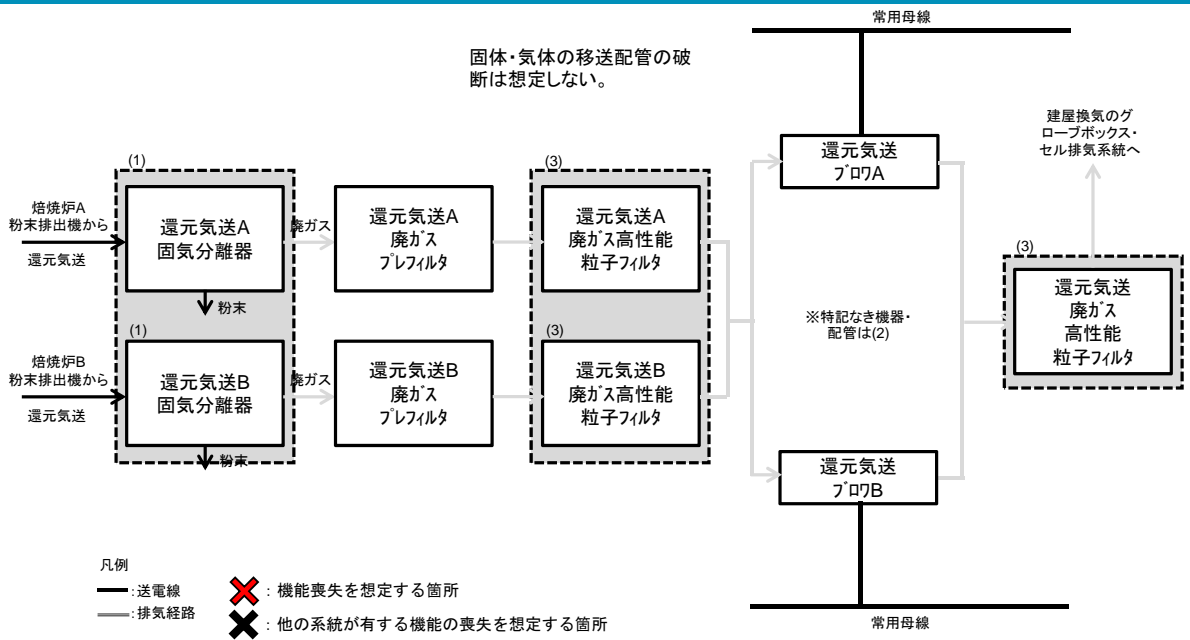 常用母線
固体・気体の移送配管の破
断は想定しない。
建屋換気のグ
ローブボックス・
セル排気系統へ
(1)
焙焼炉A
粉末排出機から
還元気送
還元気送A
固気分離器
廃ガス
粉末
還元気送A
廃ガス
プレフィルタ
(3)
還元気送A
廃ガス高性能
粒子フィルタ
還元気送
ブロワA
(3)
還元気送
廃ガス
高性能
粒子フィルタ
※特記なき機器・
配管は(2)
(1)
焙焼炉B
粉末排出機から
還元気送
還元気送B
固気分離器
廃ガス
粉末
還元気送B
廃ガス
プレフィルタ
(3)
還元気送B
廃ガス高性能
粒子フィルタ
還元気送
ブロワB
凡例
:送電線
:排気経路
: 機能喪失を想定する箇所
: 他の系統が有する機能の喪失を想定する箇所
常用母線